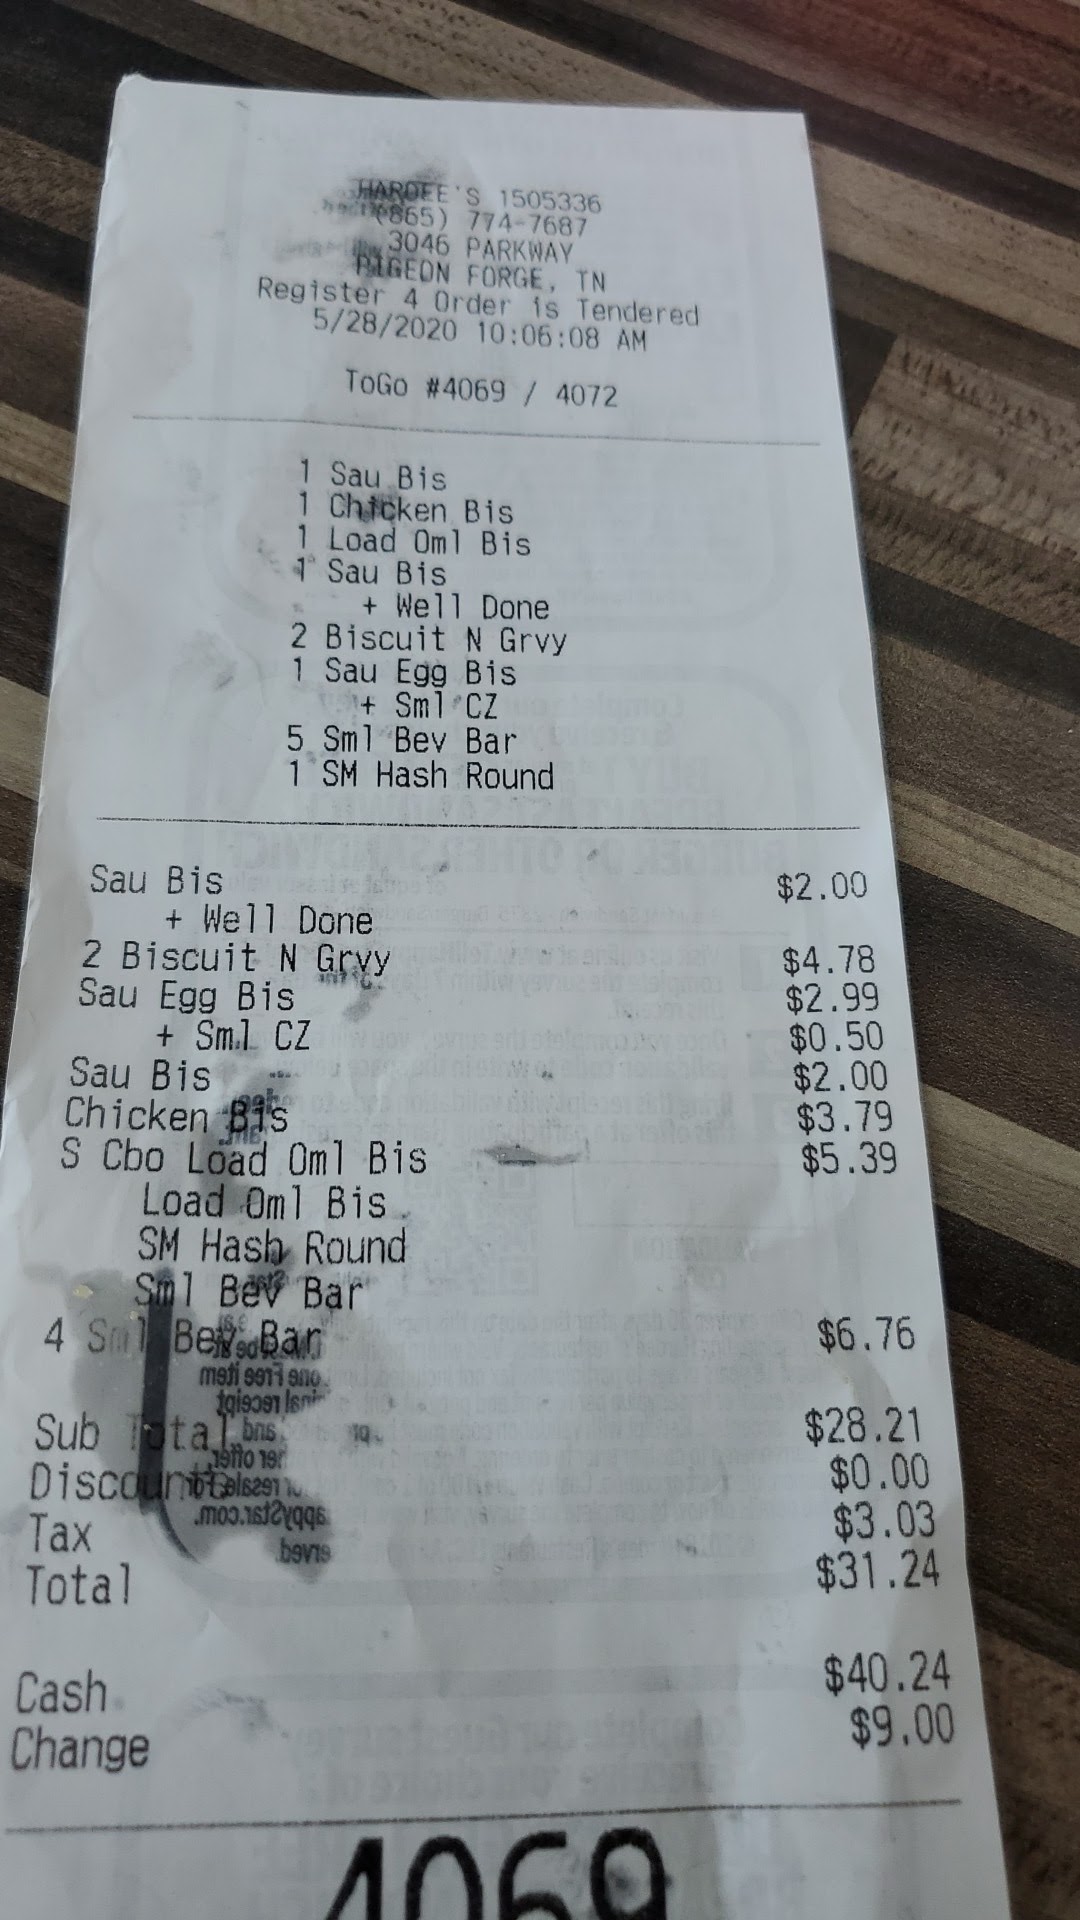 HARDEE'S 1505336
(865) 774-7687
3046 PARKWAY
PIGEON FORGE, TN
Register 4 Order is Tendered
5/28/2020 10:06:08 AM
ToGo #4069 / 4072
1 Sau Bis
1 Chicken Bis
1 Load Oml Bis
1 Sau Bis
+ Well Done
2 Biscuit N Grvy
1 Sau Egg Bis
+ Sml CZ
5 Sml Bev Bar
1 SM Hash Round
Sau Bis $2.00
+ Well Done
2 Biscuit N Grvy $4.78
Sau Egg Bis $2.99
+ Sml CZ $0.50
Sau Bis $2.00
Chicken Bis $3.79
S Cbo Load Oml Bis $5.39
Load Oml Bis
SM Hash Round
Sml Bev Bar
4 Sml Bev Bar $6.76
Sub Total $28.21
Discount $0.00
Tax $3.03
Total $31.24
Cash $40.24
Change $9.00
4069